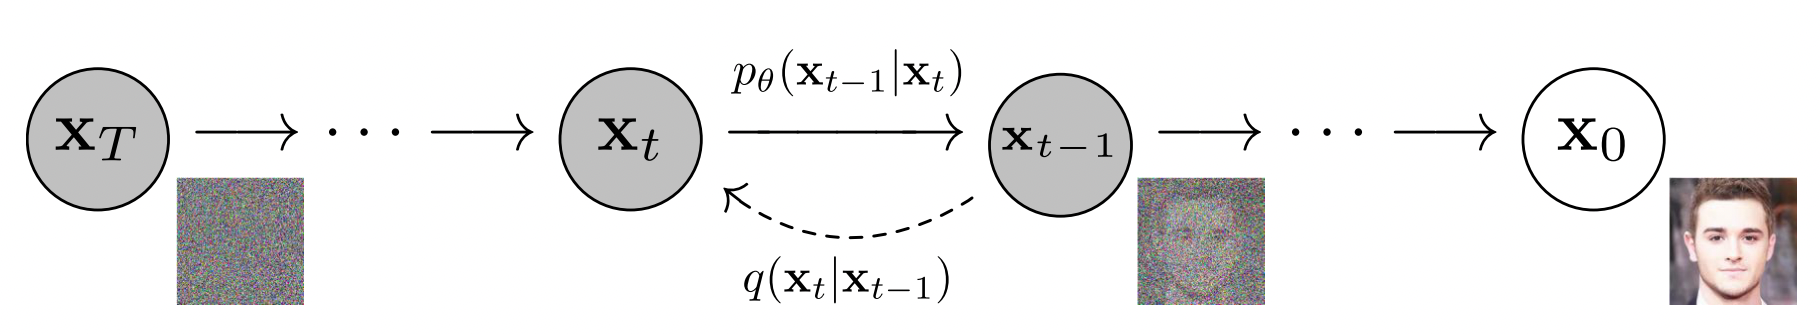 p_θ(x_{t−1}|x_t)
x_T → ··· → x_t → x_{t−1} → ··· → x_0
q(x_t|x_{t−1})